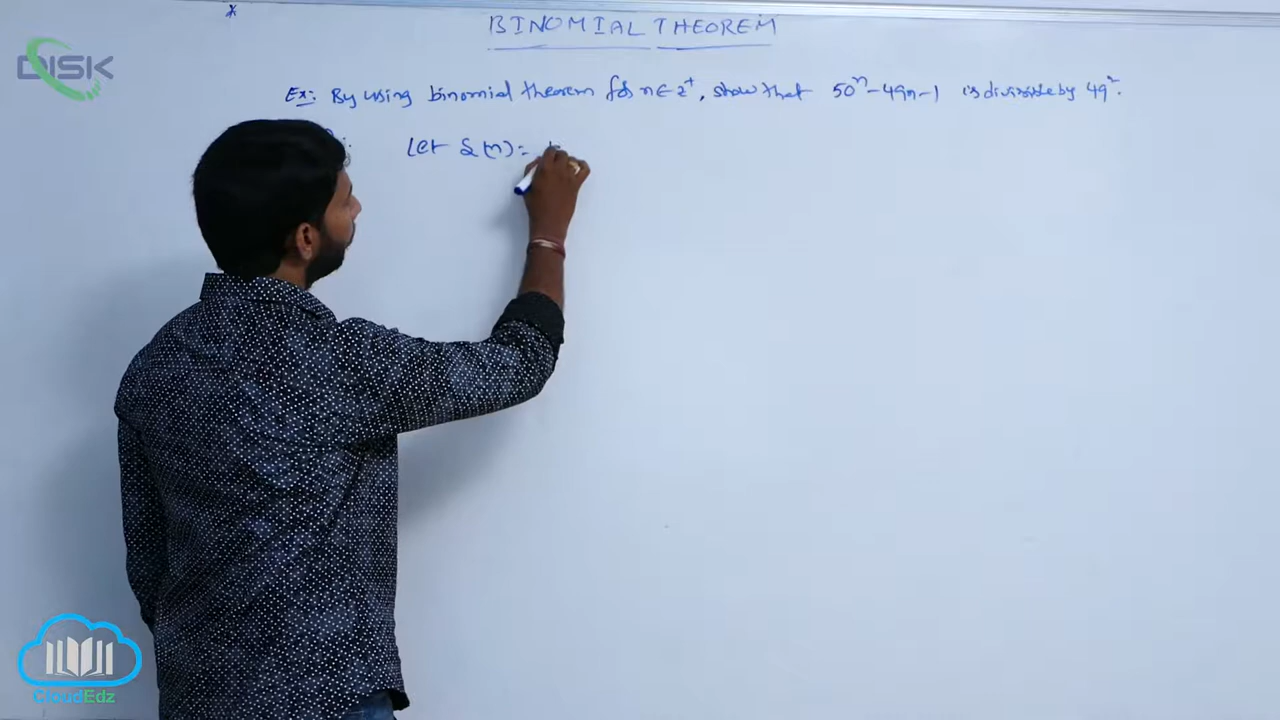 BINOMIAL THEOREM
DISK
Ex: By using binomial theorem for n∈z⁺, show that 50ⁿ-49n-1 is divisible by 49².
Let S(n)=
CloudEdz